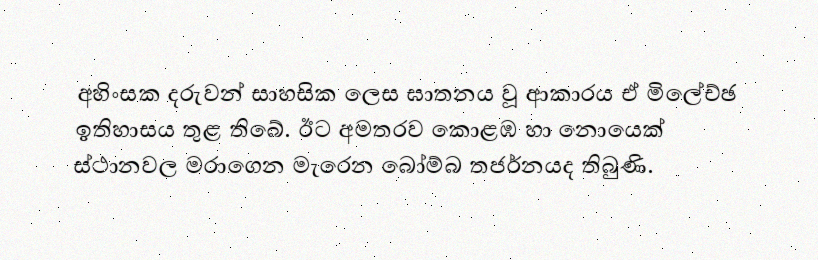 අහිංසක දරුවන් සාහසික ලෙස ඝාතනය වූ ආකාරය ඒ මිලේච්ඡ
ඉතිහාසය තුළ තිබේ. ඊට අමතරව කොළඹ හා නොයෙක්
ස්ථානවල මරාගෙන මැරෙන බෝම්බ තර්ජනයද තිබුණි.